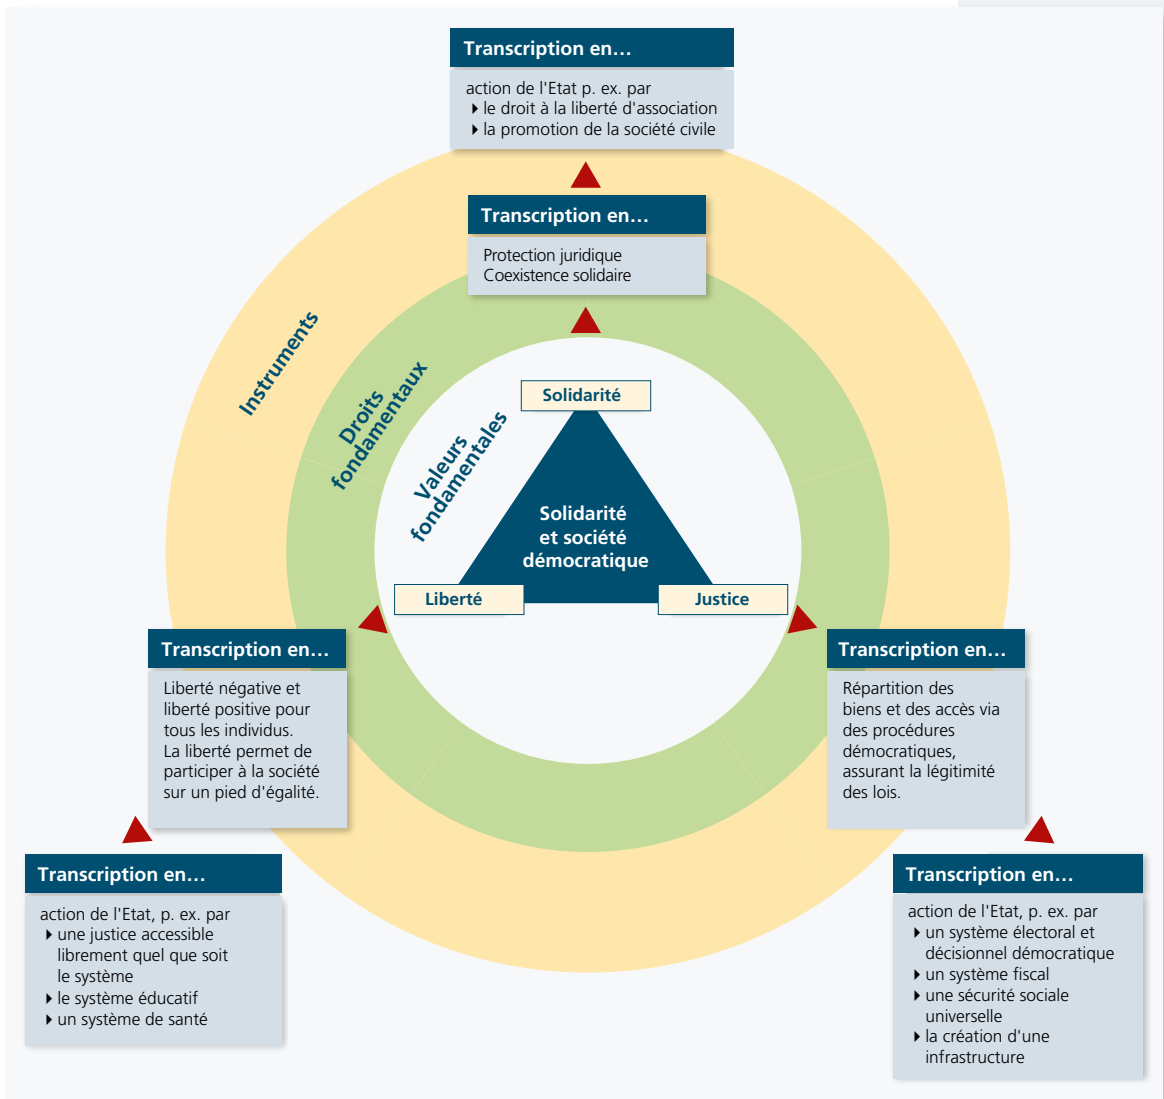 Transcription en…
action de l'Etat p. ex. par
le droit à la liberté d'association
la promotion de la société civile
Transcription en…
Protection juridique
Coexistence solidaire
Instruments
Droits
fondamentaux
Valeurs
fondamentales
Solidarité
Solidarité
et société
démocratique
Liberté
Justice
Transcription en…
Liberté négative et
liberté positive pour
tous les individus.
La liberté permet de
participer à la société
sur un pied d'égalité.
Transcription en…
Répartition des
biens et des accès via
des procédures
démocratiques,
assurant la légitimité
des lois.
Transcription en…
action de l'Etat, p. ex. par
une justice accessible
librement quel que soit
le système
le système éducatif
un système de santé
Transcription en…
action de l'Etat, p. ex. par
un système électoral et
décisionnel démocratique
un système fiscal
une sécurité sociale
universelle
la création d'une
infrastructure